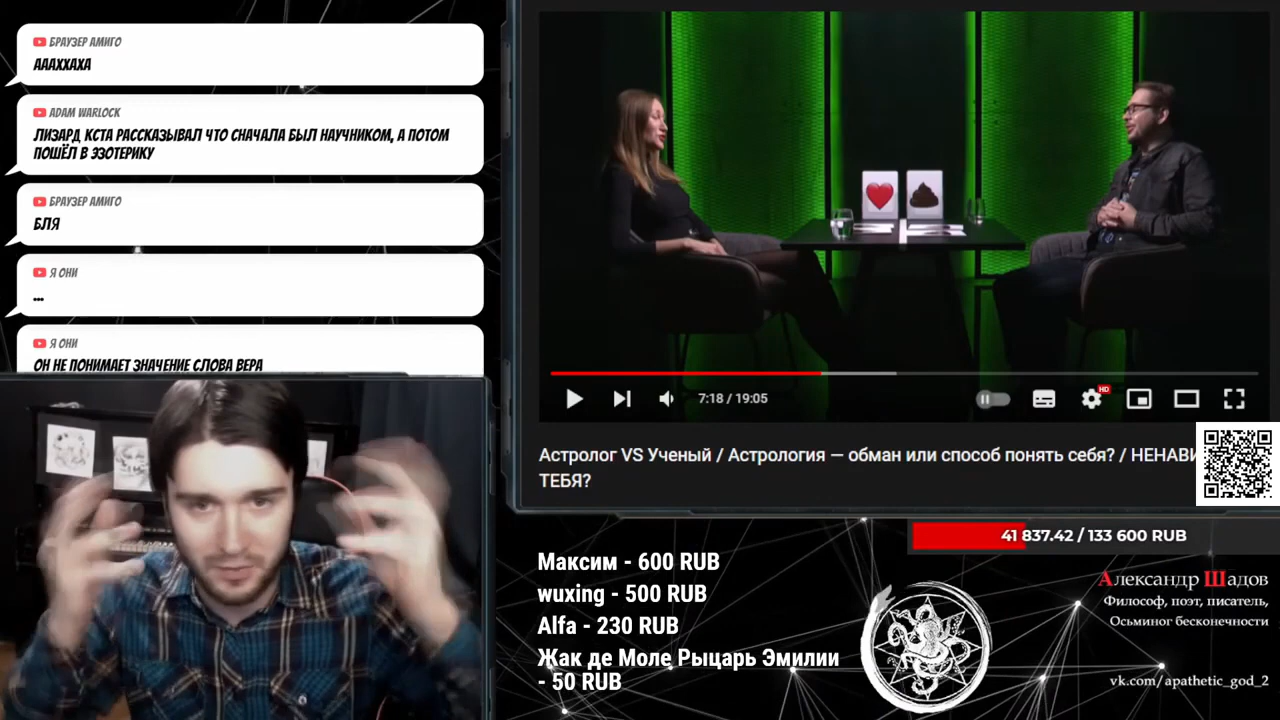 БРАУЗЕР АМИГО
АААХХАХА
ADAM WARLOCK
ЛИЗАРД КСТА РАССКАЗЫВАЛ ЧТО СНАЧАЛА БЫЛ НАУЧНИКОМ, А ПОТОМ
ПОШЁЛ В ЭЗОТЕРИКУ
БРАУЗЕР АМИГО
БЛЯ
Я ОНИ
...
Я ОНИ
ОН НЕ ПОНИМАЕТ ЗНАЧЕНИЕ СЛОВА ВЕРА
7:18 / 19:05
HD
Астролог VS Ученый / Астрология — обман или способ понять себя? / НЕНАВИ
ТЕБЯ?
41 837.42 / 133 600 RUB
Максим - 600 RUB
wuxing - 500 RUB
Alfa - 230 RUB
Жак де Моле Рыцарь Эмилии
- 50 RUB
Александр Шадов
Философ, поэт, писатель,
Осьминог бесконечности
vk.com/apathetic_god_2